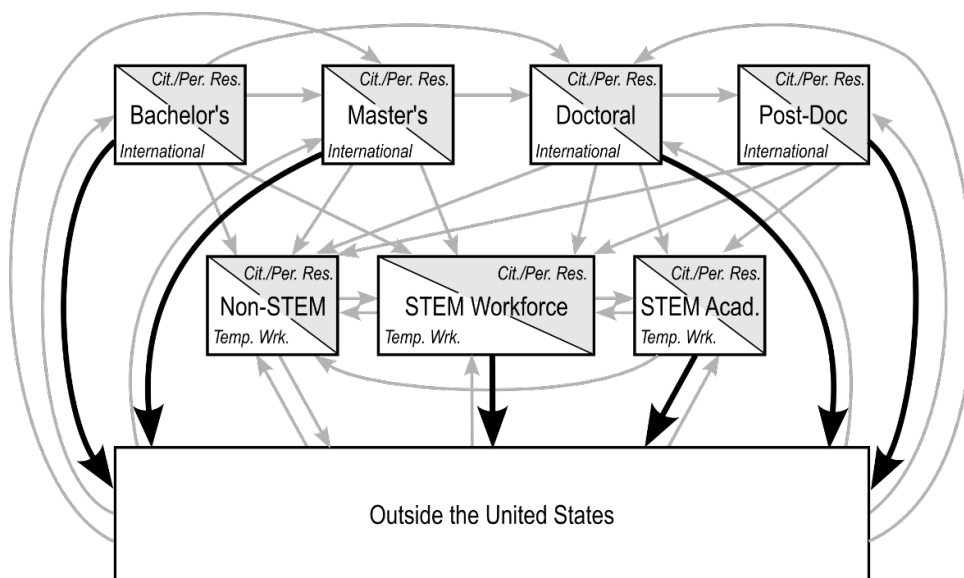 Cit./Per. Res.
Bachelor's
International
Cit./Per. Res.
Master's
International
Cit./Per. Res.
Doctoral
International
Cit./Per. Res.
Post-Doc
International
Cit./Per. Res.
Non-STEM
Temp. Wrk.
Cit./Per. Res.
STEM Workforce
Temp. Wrk.
Cit./Per. Res.
STEM Acad.
Temp. Wrk.
Outside the United States